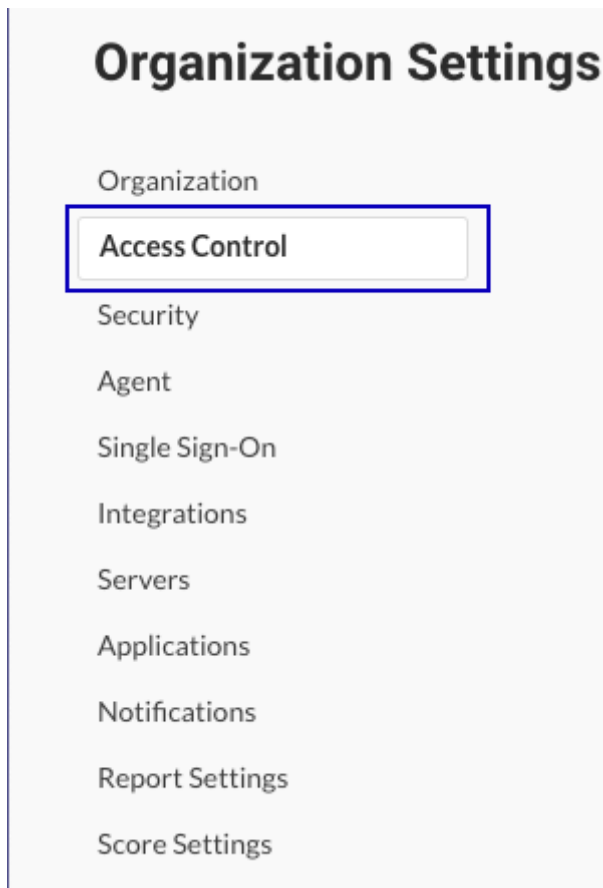 Organization Settings
Organization
Access Control
Security
Agent
Single Sign-On
Integrations
Servers
Applications
Notifications
Report Settings
Score Settings